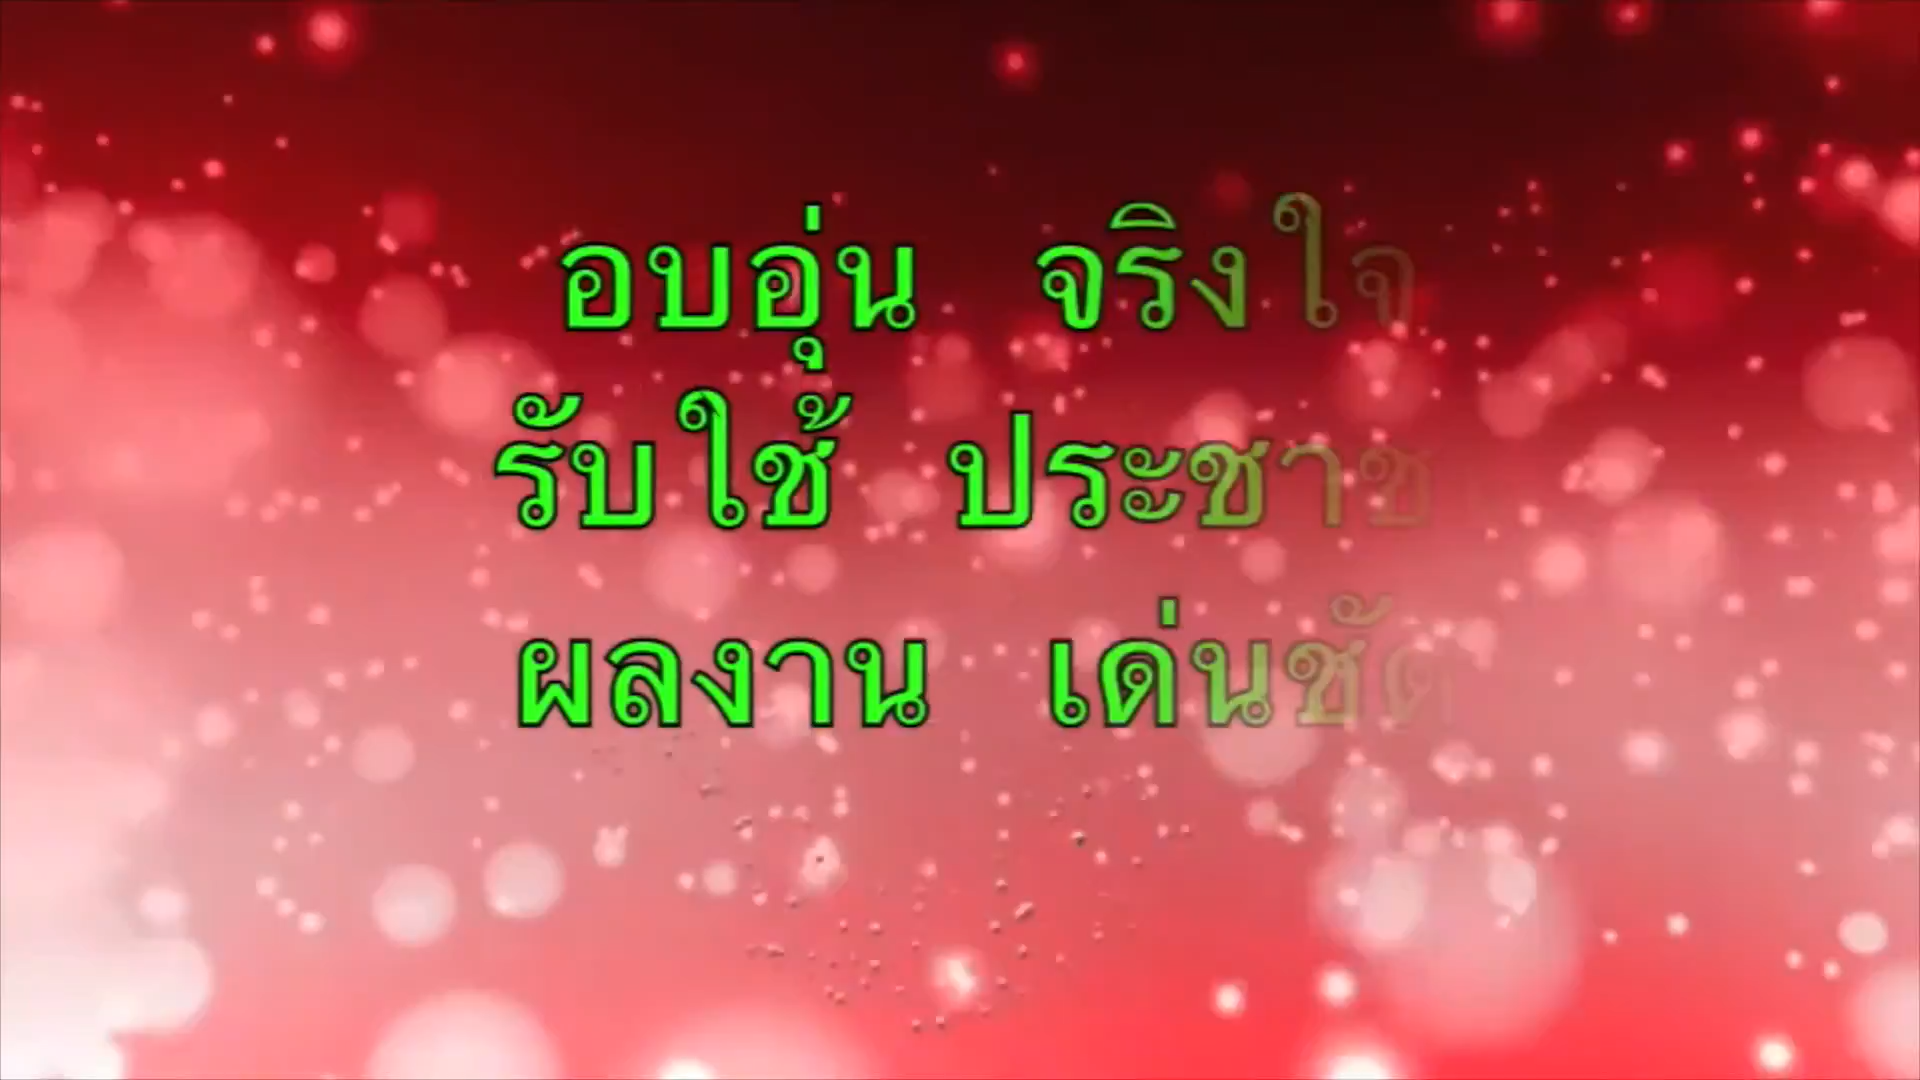 อบอุ่น จริงใจ
รับใช้ ประชาช
ผลงาน เด่นชัด